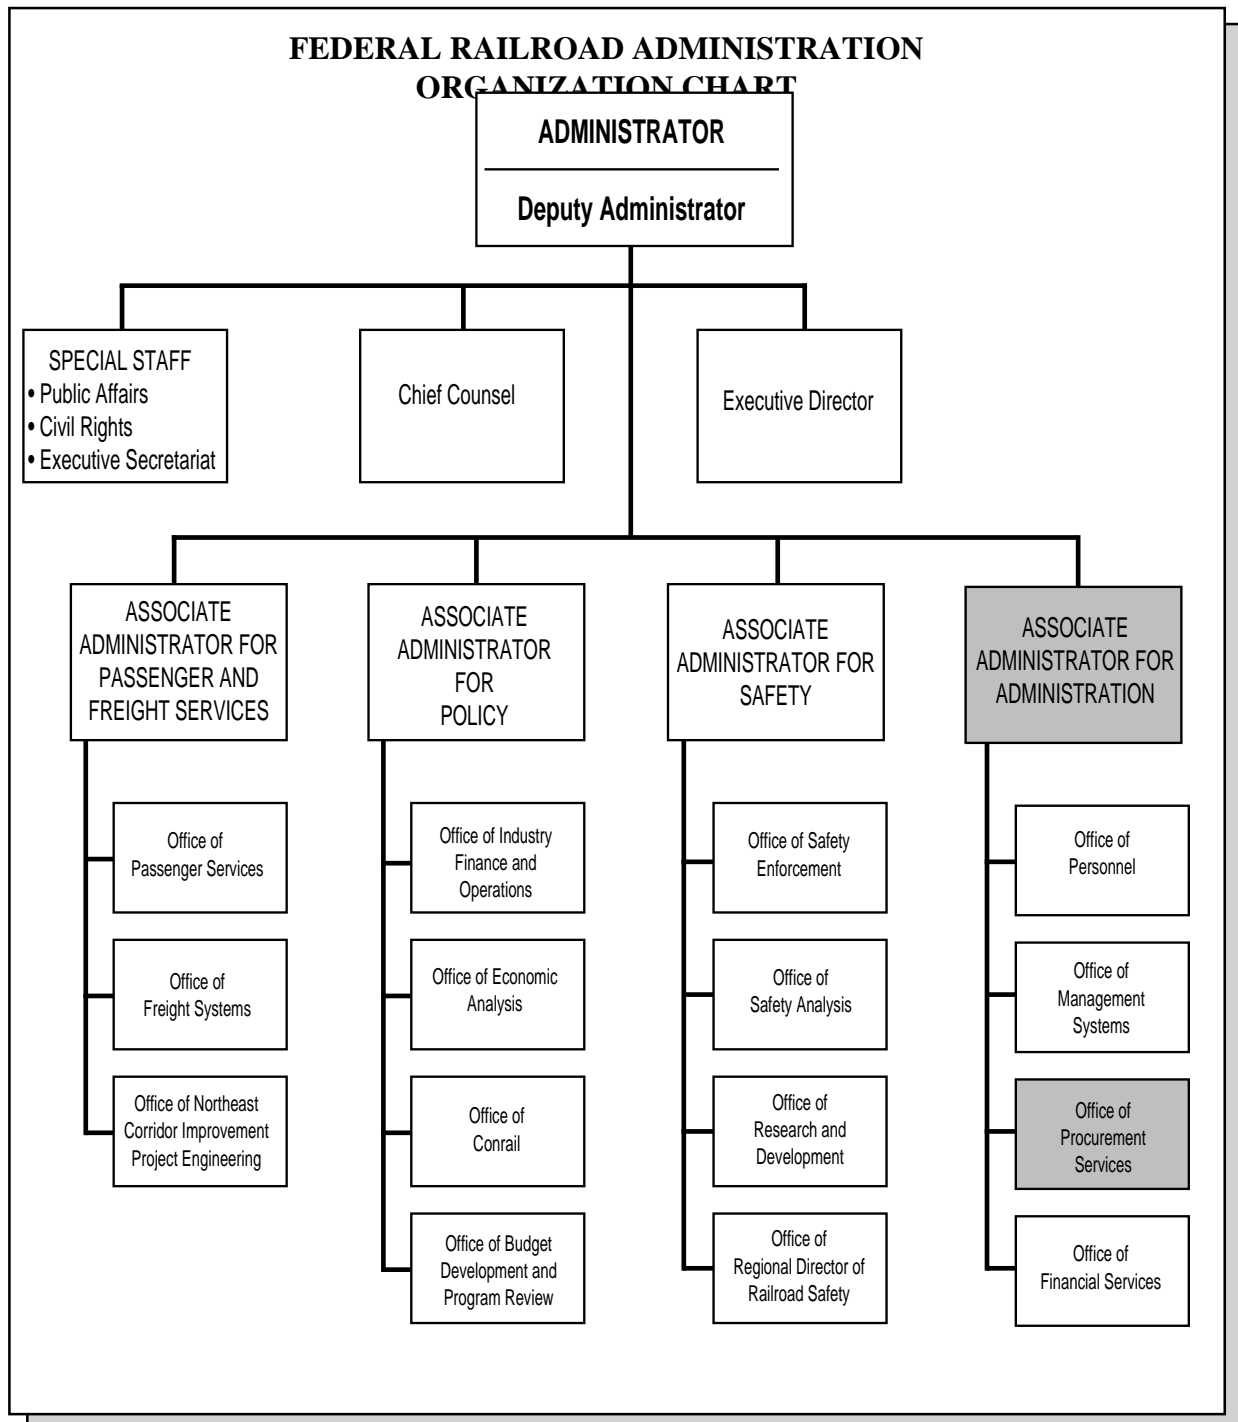 FEDERAL RAILROAD ADMINISTRATION
ORGANIZATION CHART
ADMINISTRATOR
Deputy Administrator
SPECIAL STAFF
• Public Affairs
• Civil Rights
• Executive Secretariat
Chief Counsel
Executive Director
ASSOCIATE
ADMINISTRATOR FOR
PASSENGER AND
FREIGHT SERVICES
ASSOCIATE
ADMINISTRATOR
FOR
POLICY
ASSOCIATE
ADMINISTRATOR FOR
SAFETY
ASSOCIATE
ADMINISTRATOR FOR
ADMINISTRATION
Office of
Passenger Services
Office of
Freight Systems
Office of Northeast
Corridor Improvement
Project Engineering
Office of Industry
Finance and
Operations
Office of Economic
Analysis
Office of
Conrail
Office of Budget
Development and
Program Review
Office of Safety
Enforcement
Office of
Safety Analysis
Office of
Research and
Development
Office of
Regional Director of
Railroad Safety
Office of
Personnel
Office of
Management
Systems
Office of
Procurement
Services
Office of
Financial Services